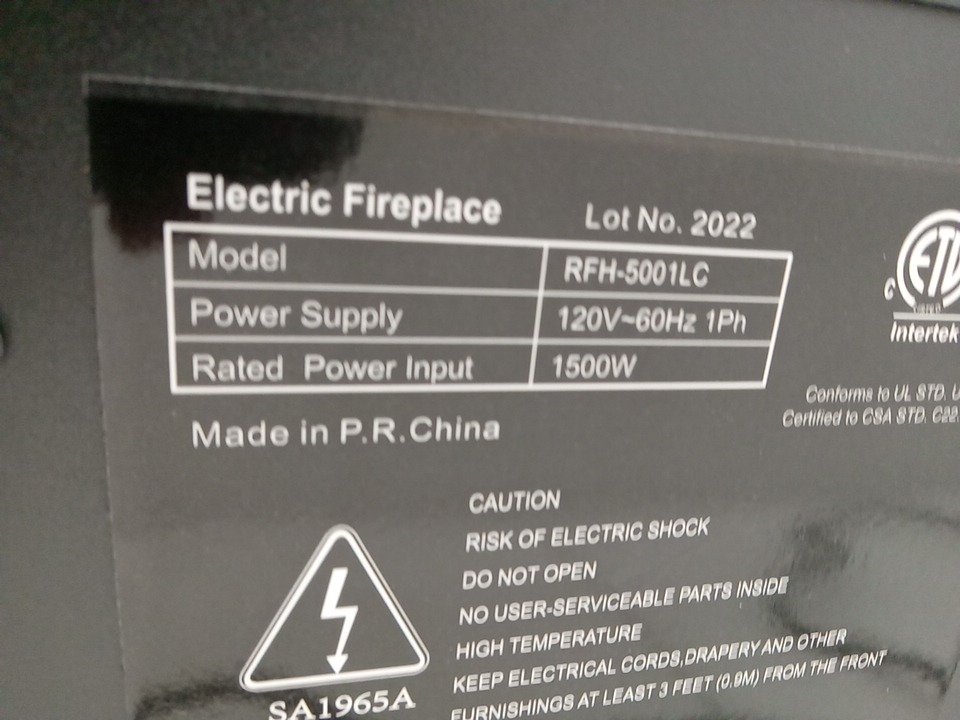 Electric Fireplace
Lot No. 2022
Model RFH-5001LC
Power Supply 120V~60Hz 1Ph
Rated Power Input 1500W
Made in P.R.China
C
ETL
Intertek
Conforms to UL STD.
Certified to CSA STD. C22.
CAUTION
RISK OF ELECTRIC SHOCK
DO NOT OPEN
NO USER-SERVICEABLE PARTS INSIDE
HIGH TEMPERATURE
KEEP ELECTRICAL CORDS,DRAPERY AND OTHER
FURNISHINGS AT LEAST 3 FEET (0.9M) FROM THE FRONT
SA1965A